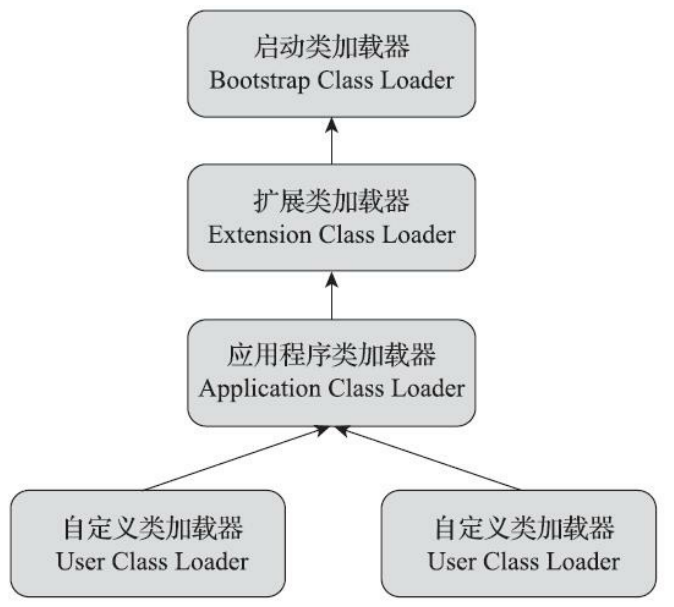 启动类加载器
Bootstrap Class Loader
扩展类加载器
Extension Class Loader
应用程序类加载器
Application Class Loader
自定义类加载器
User Class Loader
自定义类加载器
User Class Loader